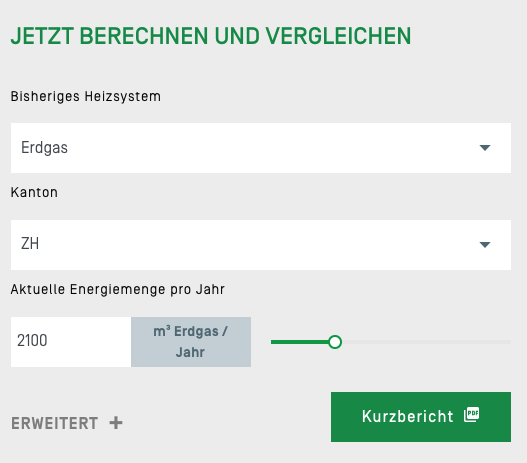 JETZT BERECHNEN UND VERGLEICHEN
Bisheriges Heizsystem
Erdgas
Kanton
ZH
Aktuelle Energiemenge pro Jahr
2100
m³ Erdgas /
Jahr
ERWEITERT +
Kurzbericht PDF